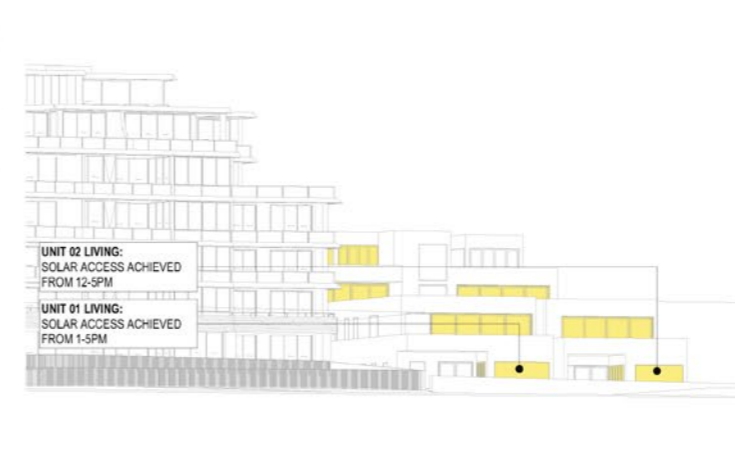 UNIT 02 LIVING:
SOLAR ACCESS ACHIEVED
FROM 12-5PM
UNIT 01 LIVING:
SOLAR ACCESS ACHIEVED
FROM 1-5PM